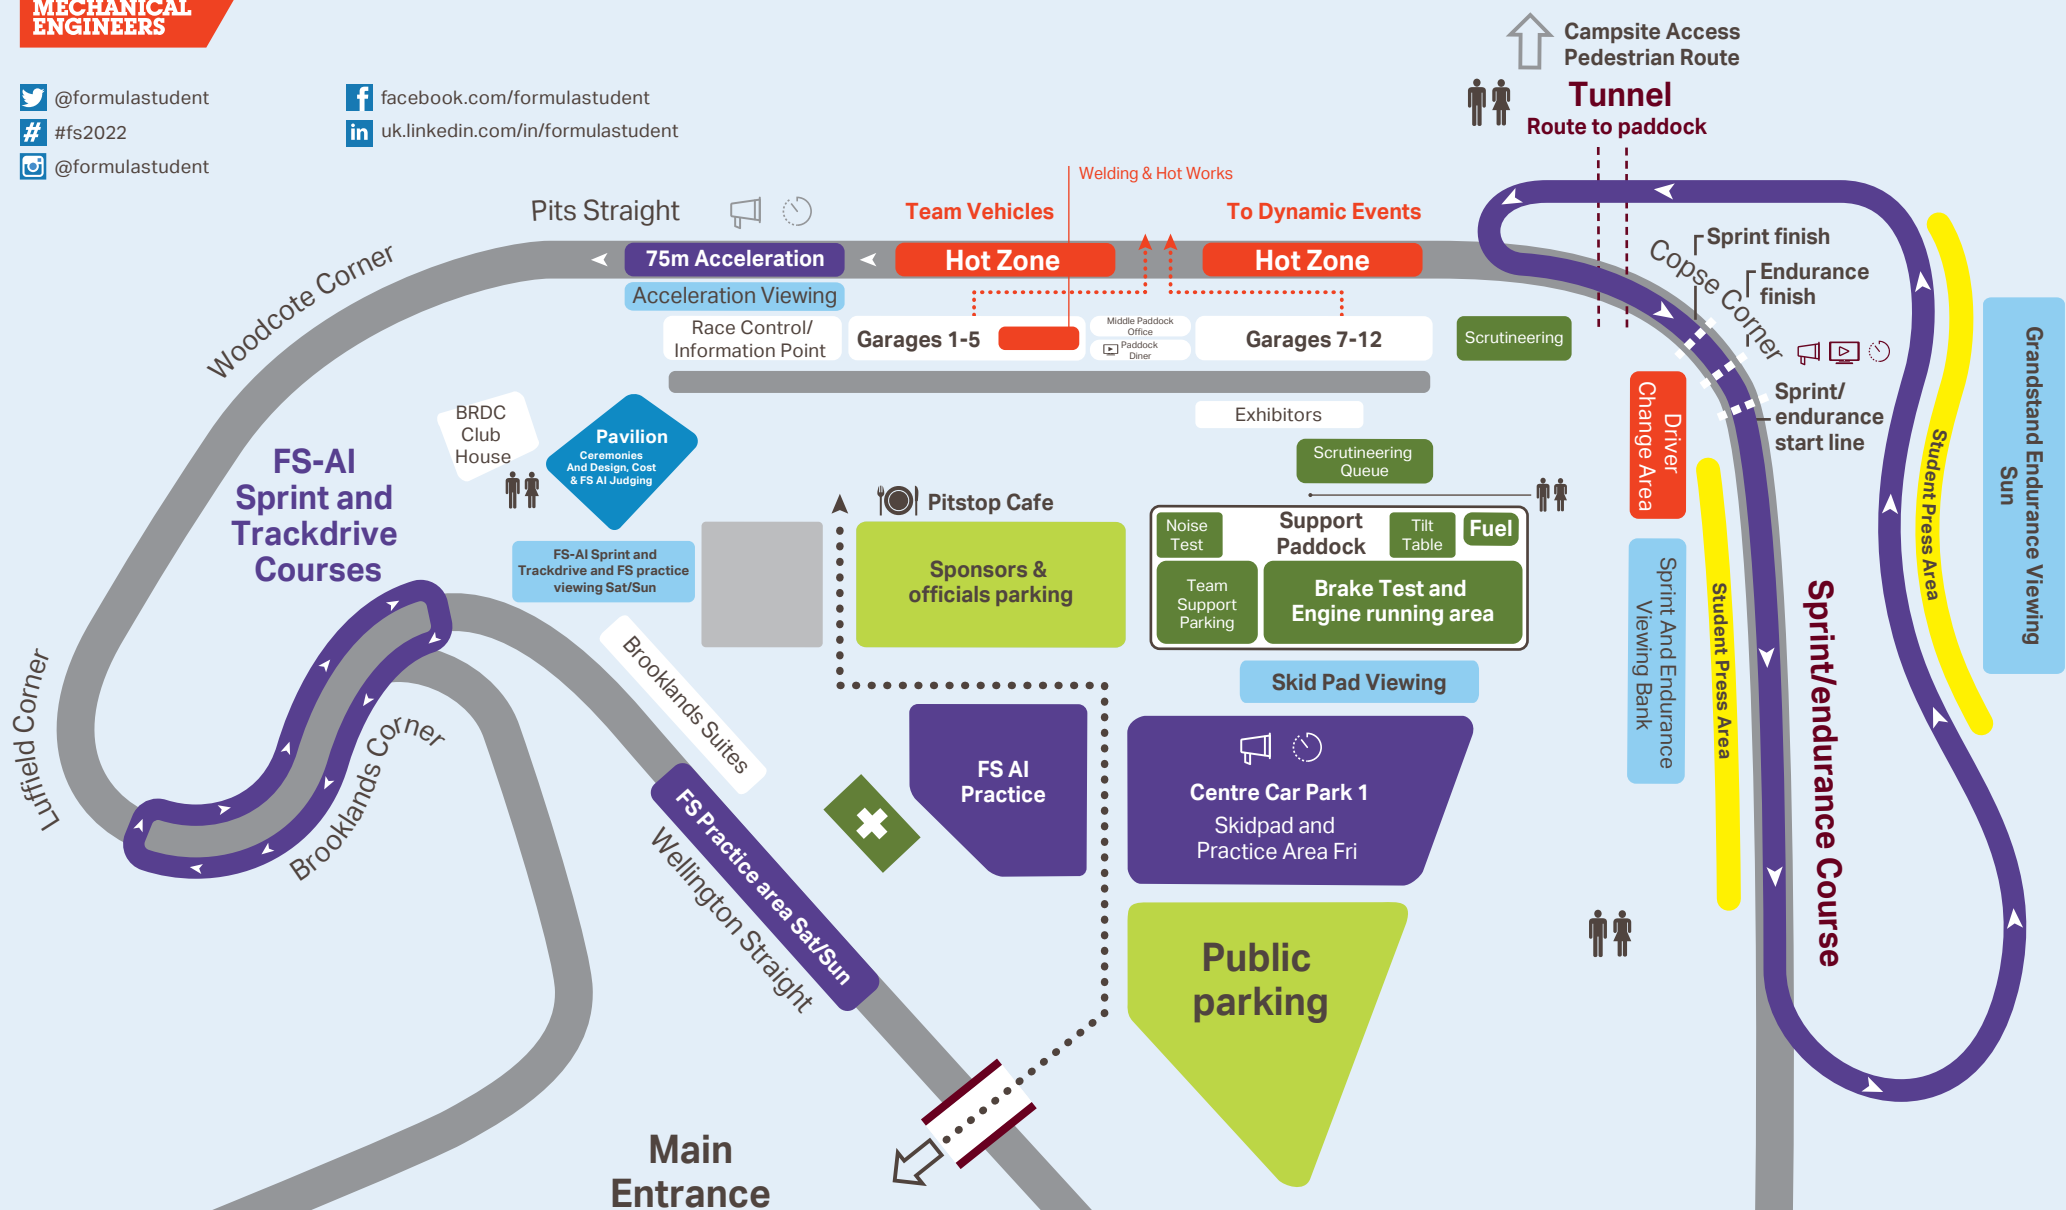 MECHANICAL
ENGINEERS
@formulastudent
#fs2022
@formulastudent
facebook.com/formulastudent
in
uk.linkedin.com/in/formulastudent
Campsite Access
Pedestrian Route
Tunnel
Route to paddock
Welding & Hot Works
Pits Straight
Team Vehicles
To Dynamic Events
75m Acceleration
Hot Zone
Hot Zone
Acceleration Viewing
Race Control/
Information Point
Garages 1-5
Middle Paddock
Office
Paddock
Diner
Garages 7-12
Scrutineering
Sprint finish
Endurance
finish
Copse Corner
Sprint/
endurance
start line
Woodcote Corner
BRDC
Club
House
Pavilion
Ceremonies
And Design, Cost
& FS AI Judging
Exhibitors
Scrutineering
Queue
Driver
Change Area
FS-AI
Sprint and
Trackdrive
Courses
FS-AI Sprint and
Trackdrive and FS practice
viewing Sat/Sun
Pitstop Cafe
Sponsors &
officials parking
Noise
Test
Support
Paddock
Tilt
Table
Fuel
Team
Support
Parking
Brake Test and
Engine running area
Skid Pad Viewing
Sprint And Endurance
Viewing Bank
Student Press Area
Sprint/endurance Course
Student Press Area
Grandstand Endurance Viewing
Sun
Luffield Corner
Brooklands Corner
Brooklands Suites
FS Practice area Sat/Sun
Wellington Straight
FS AI
Practice
Centre Car Park 1
Skidpad and
Practice Area Fri
Public
parking
Main
Entrance